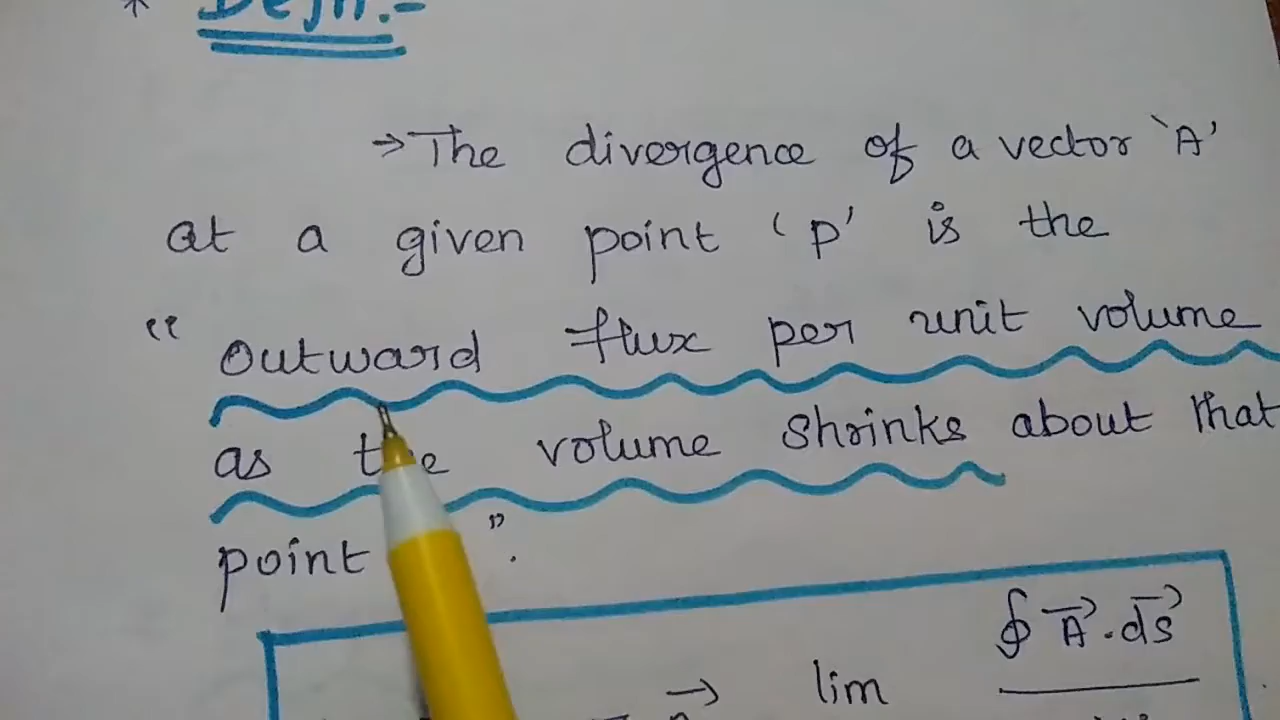 * Defn:-
→The divergence of a vector 'A'
at a given point 'P' is the
“ outward flux per unit volume
as the volume shrinks about that
point ”.
lim ∮ A⃗ . ds⃗